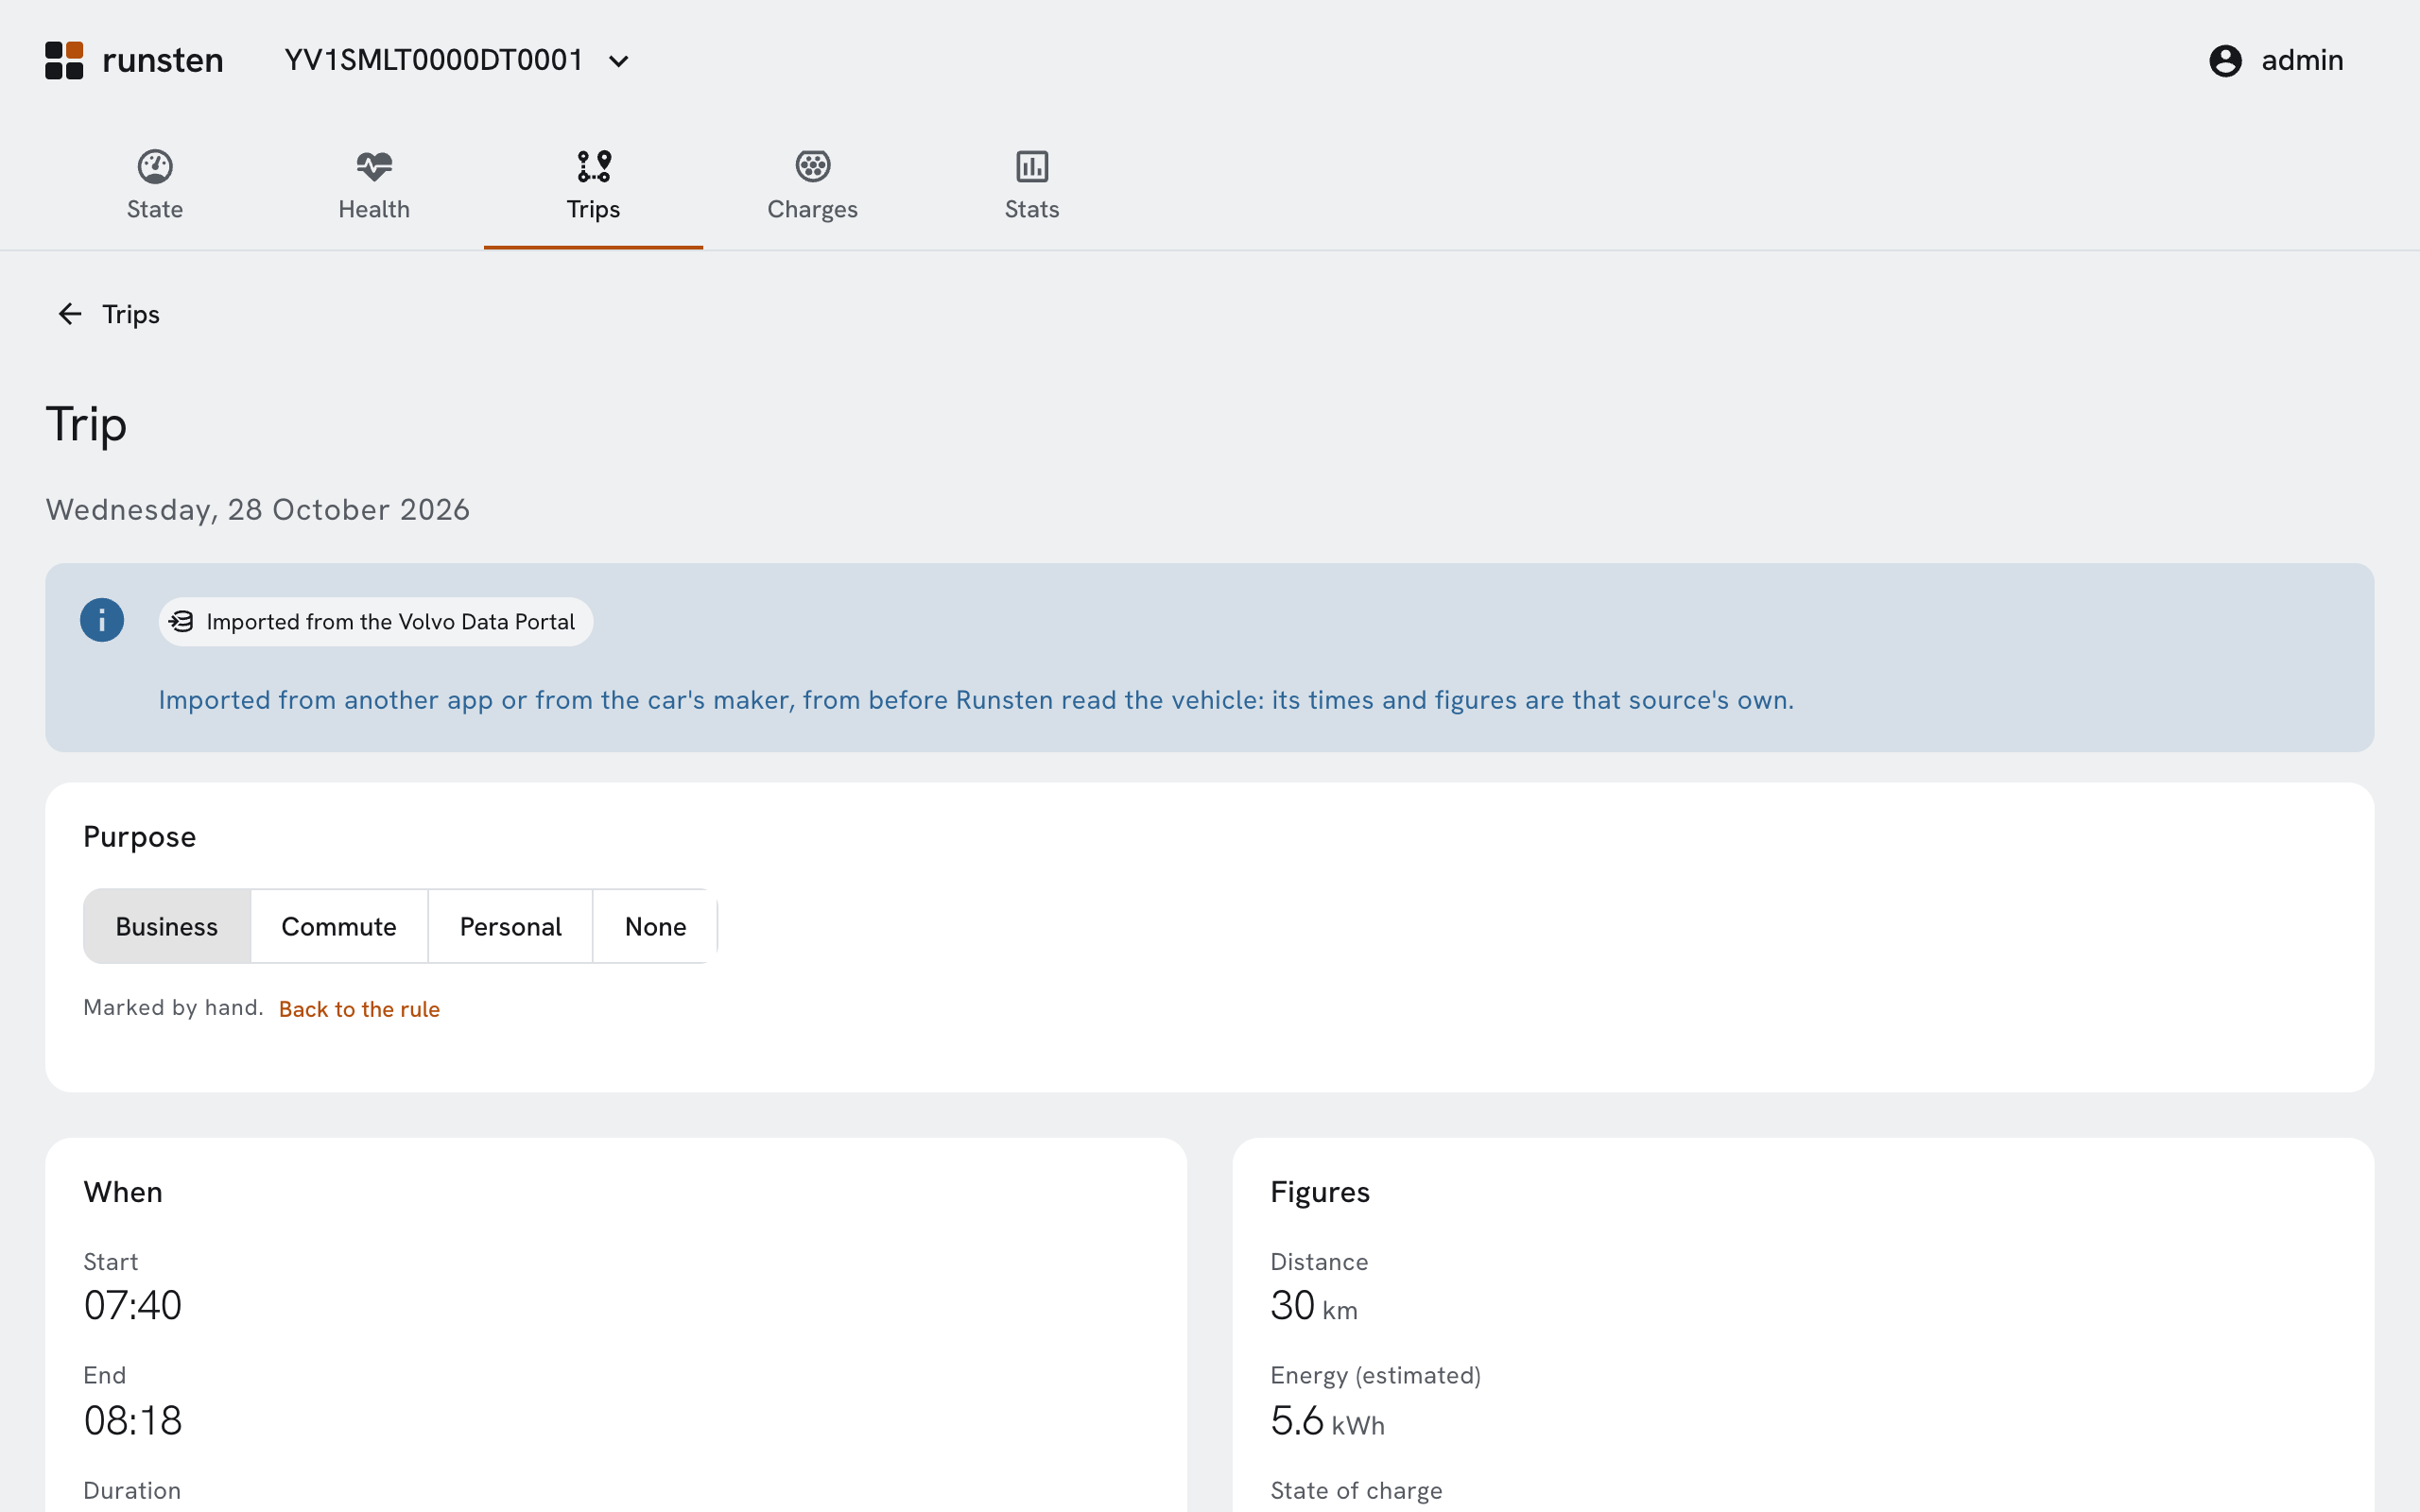 runsten
YV1SMLT0000DT0001
admin
State
Health
Trips
Charges
Stats
Trips
Trip
Wednesday, 28 October 2026
Imported from the Volvo Data Portal
Imported from another app or from the car's maker, from before Runsten read the vehicle: its times and figures are that source's own.
Purpose
Business
Commute
Personal
None
Marked by hand. Back to the rule
When
Start
07:40
End
08:18
Duration
Figures
Distance
30 km
Energy (estimated)
5.6 kWh
State of charge